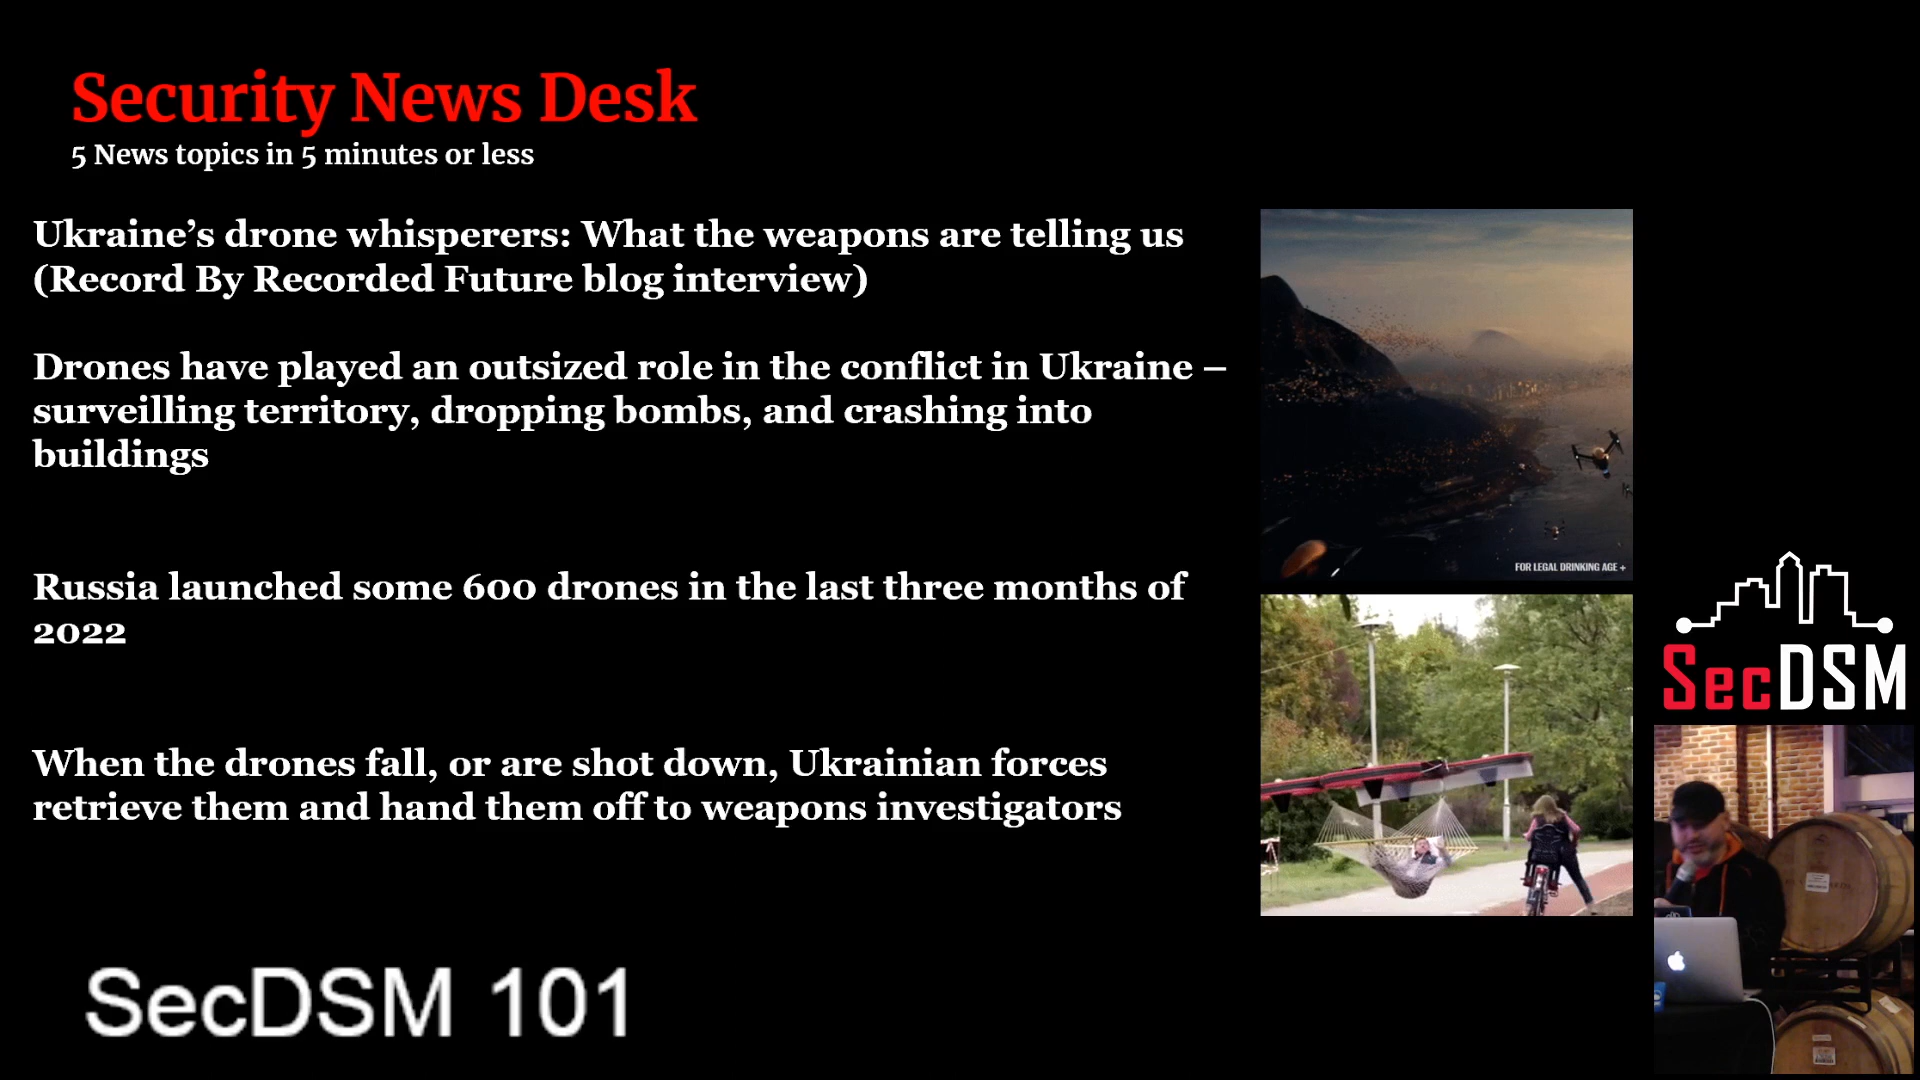 Security News Desk
5 News topics in 5 minutes or less
Ukraine’s drone whisperers: What the weapons are telling us
(Record By Recorded Future blog interview)
Drones have played an outsized role in the conflict in Ukraine –
surveilling territory, dropping bombs, and crashing into
buildings
Russia launched some 600 drones in the last three months of
2022
When the drones fall, or are shot down, Ukrainian forces
retrieve them and hand them off to weapons investigators
FOR LEGAL DRINKING AGE +
SecDSM
SecDSM 101